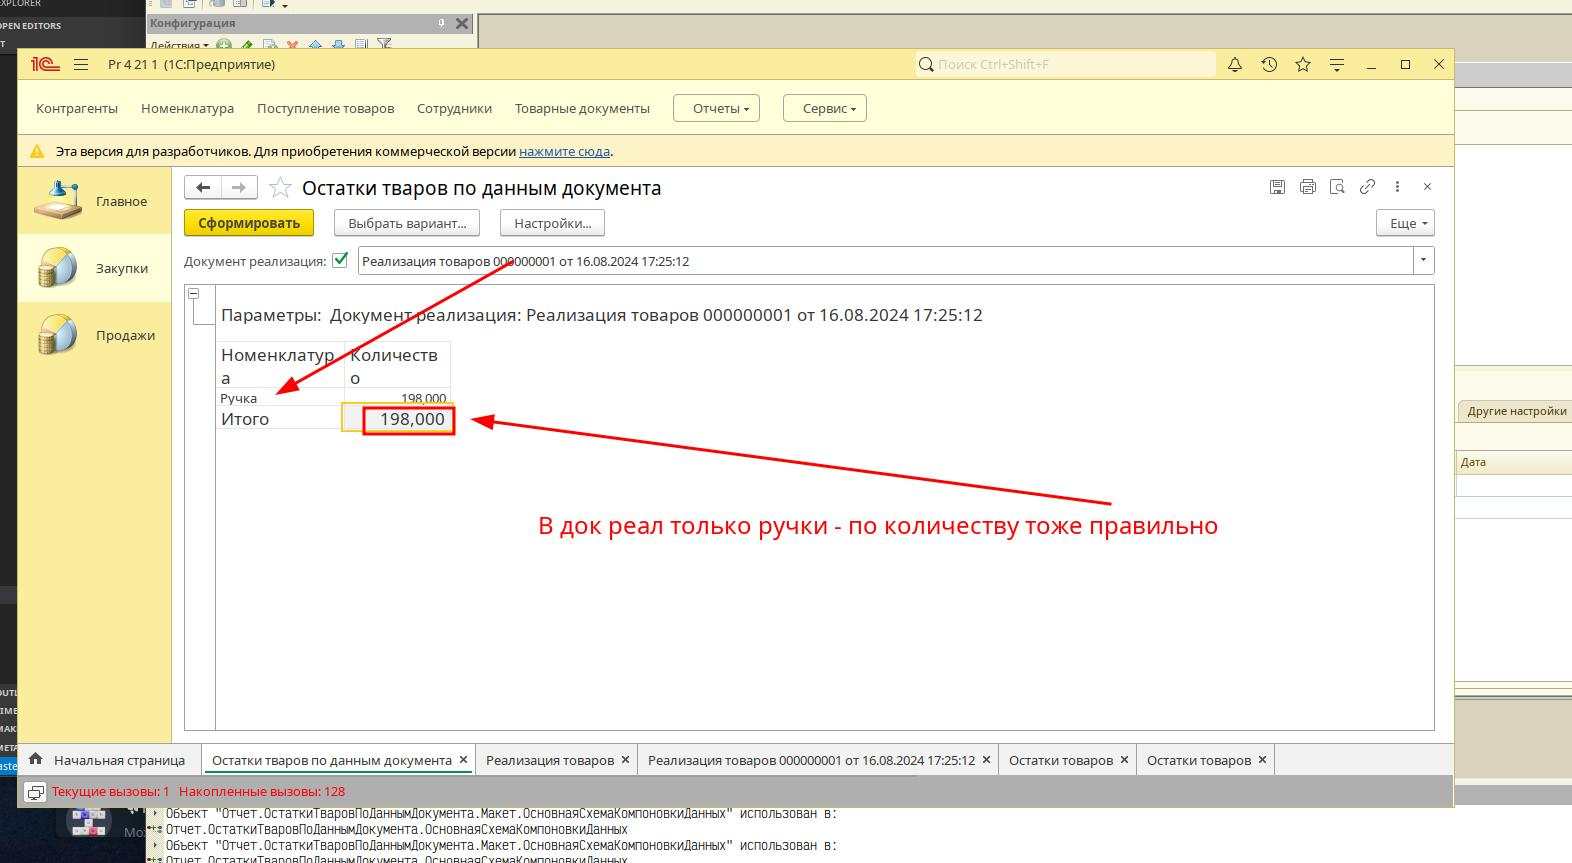 EXPLORER
OPEN EDITORS
Конфигурация
Действия
Pr 4 21 1 (1С:Предприятие)
Поиск Ctrl+Shift+F
Контрагенты Номенклатура Поступление товаров Сотрудники Товарные документы Отчеты Сервис
Эта версия для разработчиков. Для приобретения коммерческой версии нажмите сюда.
Главное
Закупки
Продажи
Остатки тваров по данным документа
Сформировать Выбрать вариант... Настройки... Еще
Документ реализация: Реализация товаров 000000001 от 16.08.2024 17:25:12
Параметры: Документ реализация: Реализация товаров 000000001 от 16.08.2024 17:25:12
Номенклатур Количеств
а о
Ручка 198,000
Итого 198,000
В док реал только ручки - по количеству тоже правильно
Другие настройки
Дата
Начальная страница Остатки тваров по данным документа Реализация товаров Реализация товаров 000000001 от 16.08.2024 17:25:12 Остатки товаров Остатки товаров
Текущие вызовы: 1 Накопленные вызовы: 128
Объект "Отчет.ОстаткиТваровПоДаннымДокумента.Макет.ОсновнаяСхемаКомпоновкиДанных" использован в:
Отчет.ОстаткиТваровПоДаннымДокумента.ОсновнаяСхемаКомпоновкиДанных
Объект "Отчет.ОстаткиТваровПоДаннымДокумента.Макет.ОсновнаяСхемаКомпоновкиДанных" использован в:
Отчет.ОстаткиТваровПоДаннымДокумента.ОсновнаяСхемаКомпоновкиДанных